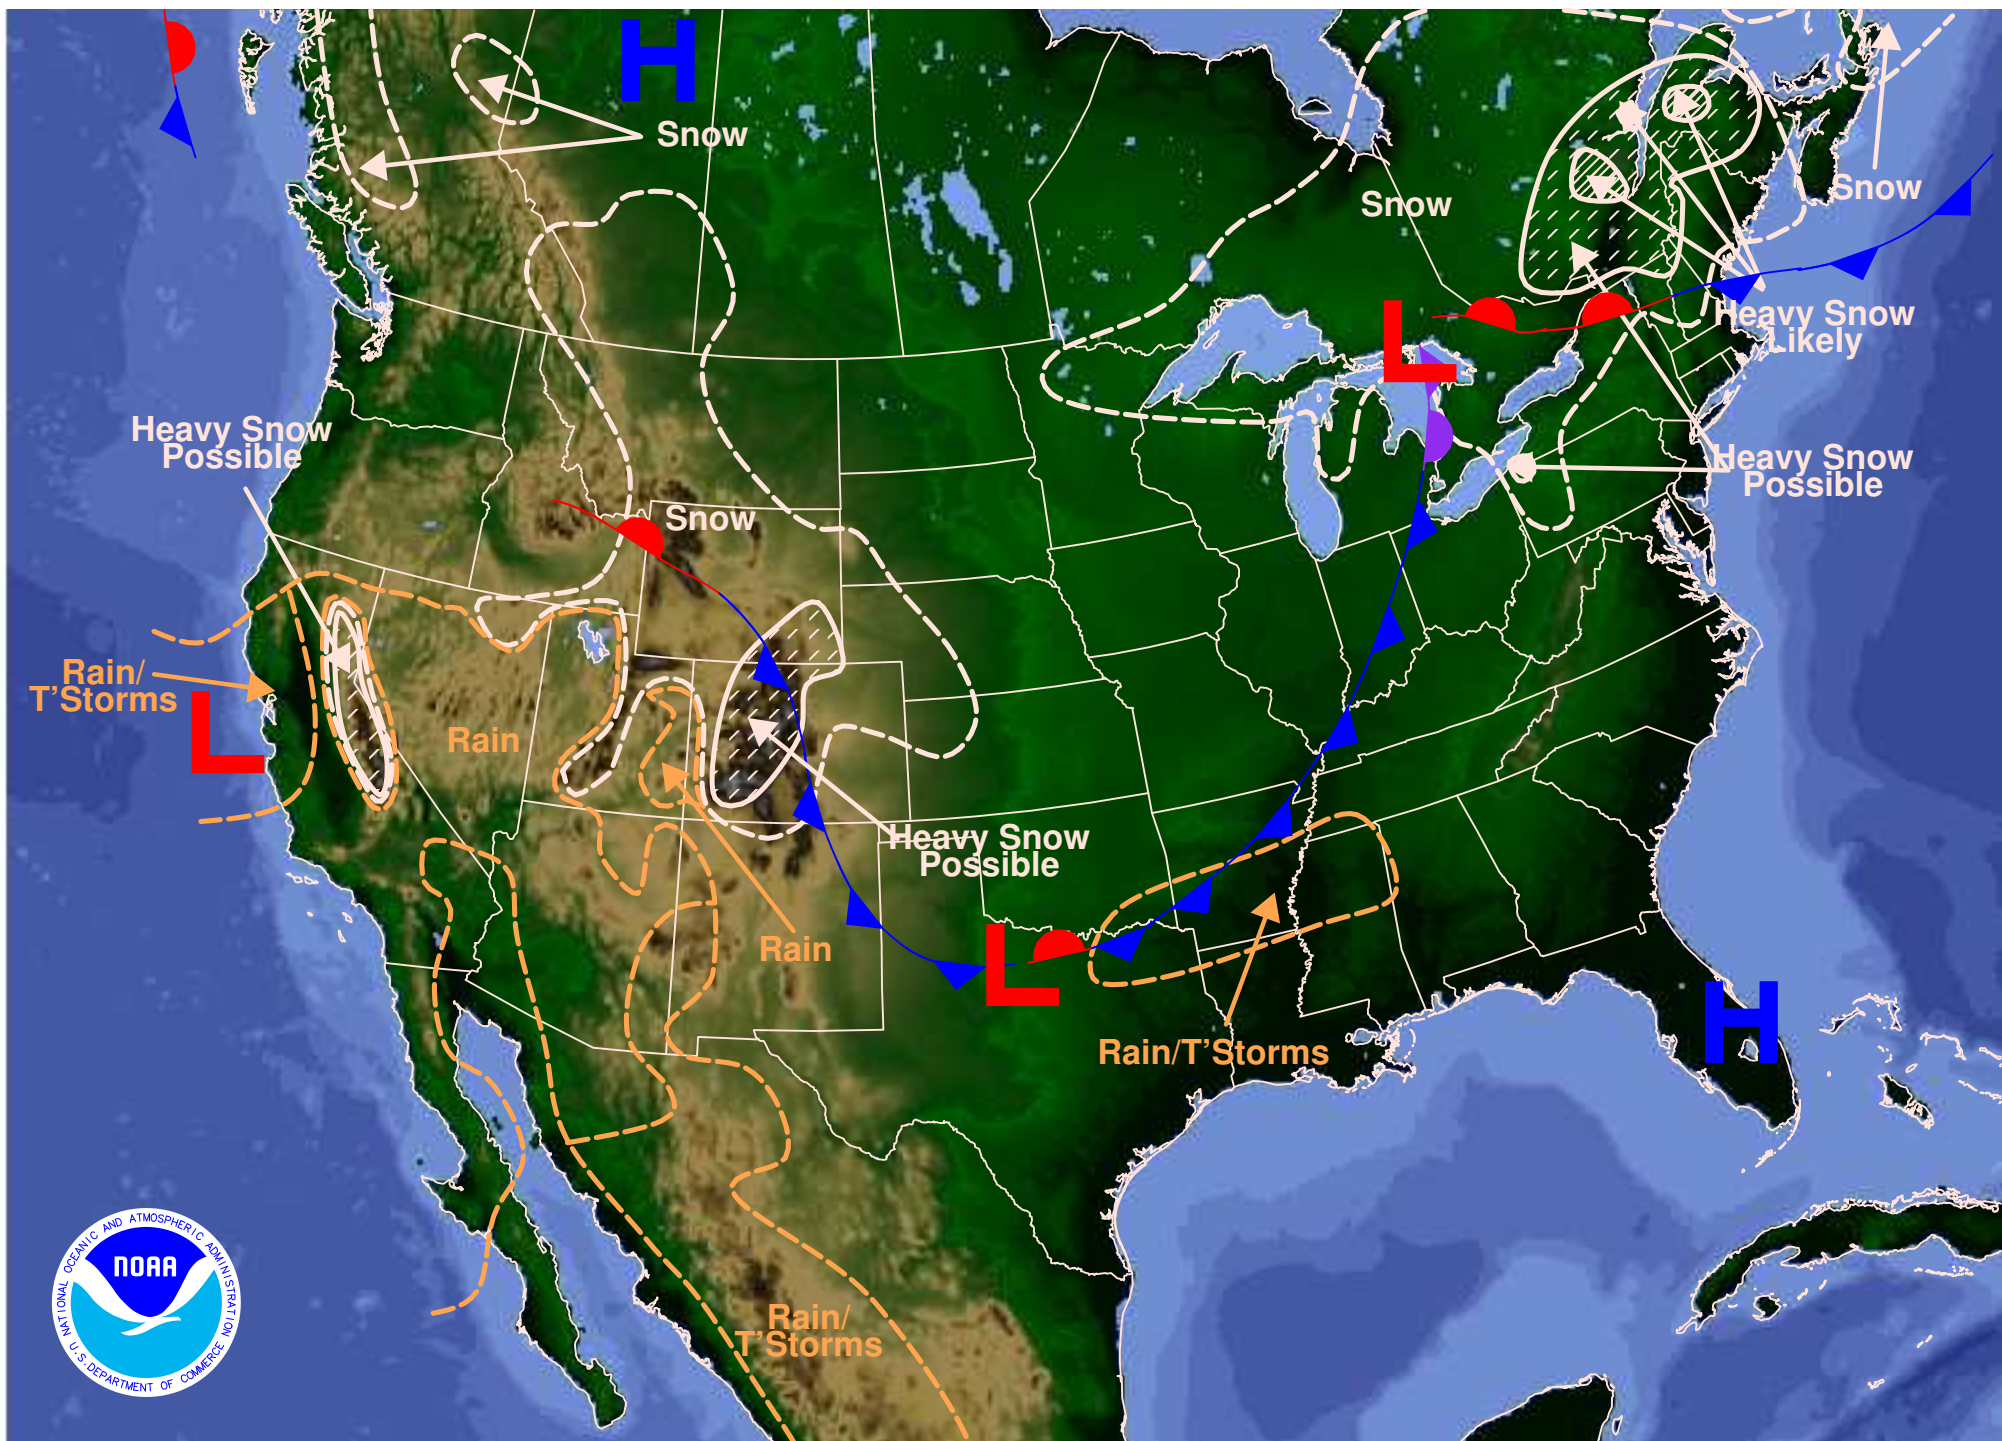 H
Snow
Snow
Snow
Heavy Snow
Likely
L
Heavy Snow
Possible
Heavy Snow
Possible
Snow
Rain/
T'Storms
L
Rain
Heavy Snow
Possible
Rain
L
H
Rain/T'Storms
Rain/
T'Storms
NATIONAL OCEANIC AND ATMOSPHERIC ADMINISTRATION
NOAA
U.S. DEPARTMENT OF COMMERCE